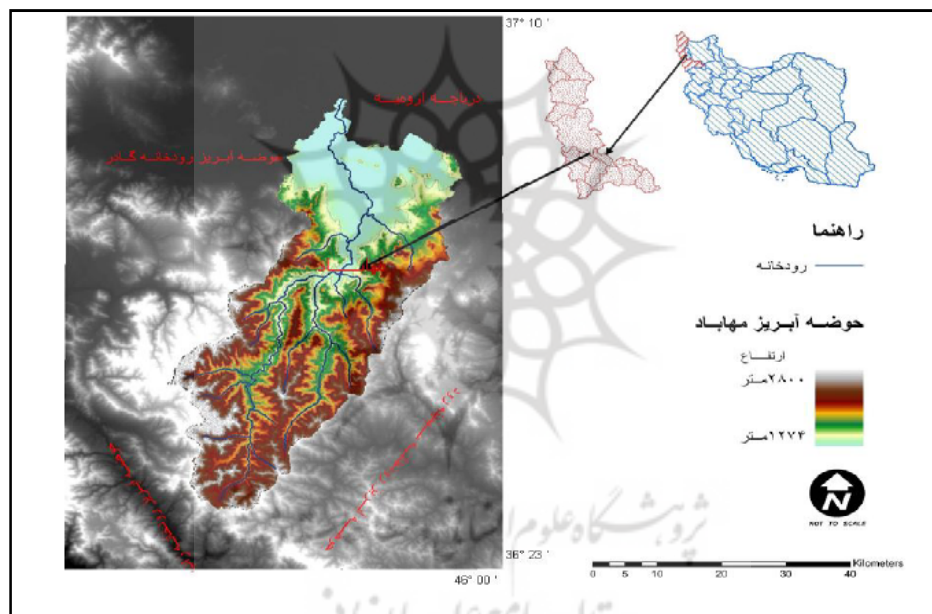 37° 10 '
دریاچه ارومیه
حوضه آبریز رودخانه گادر
راهنما
رودخانه
حوضه آبریز مهاباد
ارتفاع
۲۸۰۰متر
۱۲۷۴متر
N
NOT TO SCALE
36° 23 '
46° 00 '
0 5 10 20 30 40
Kilometers
پژوهشگاه علوم انسانی